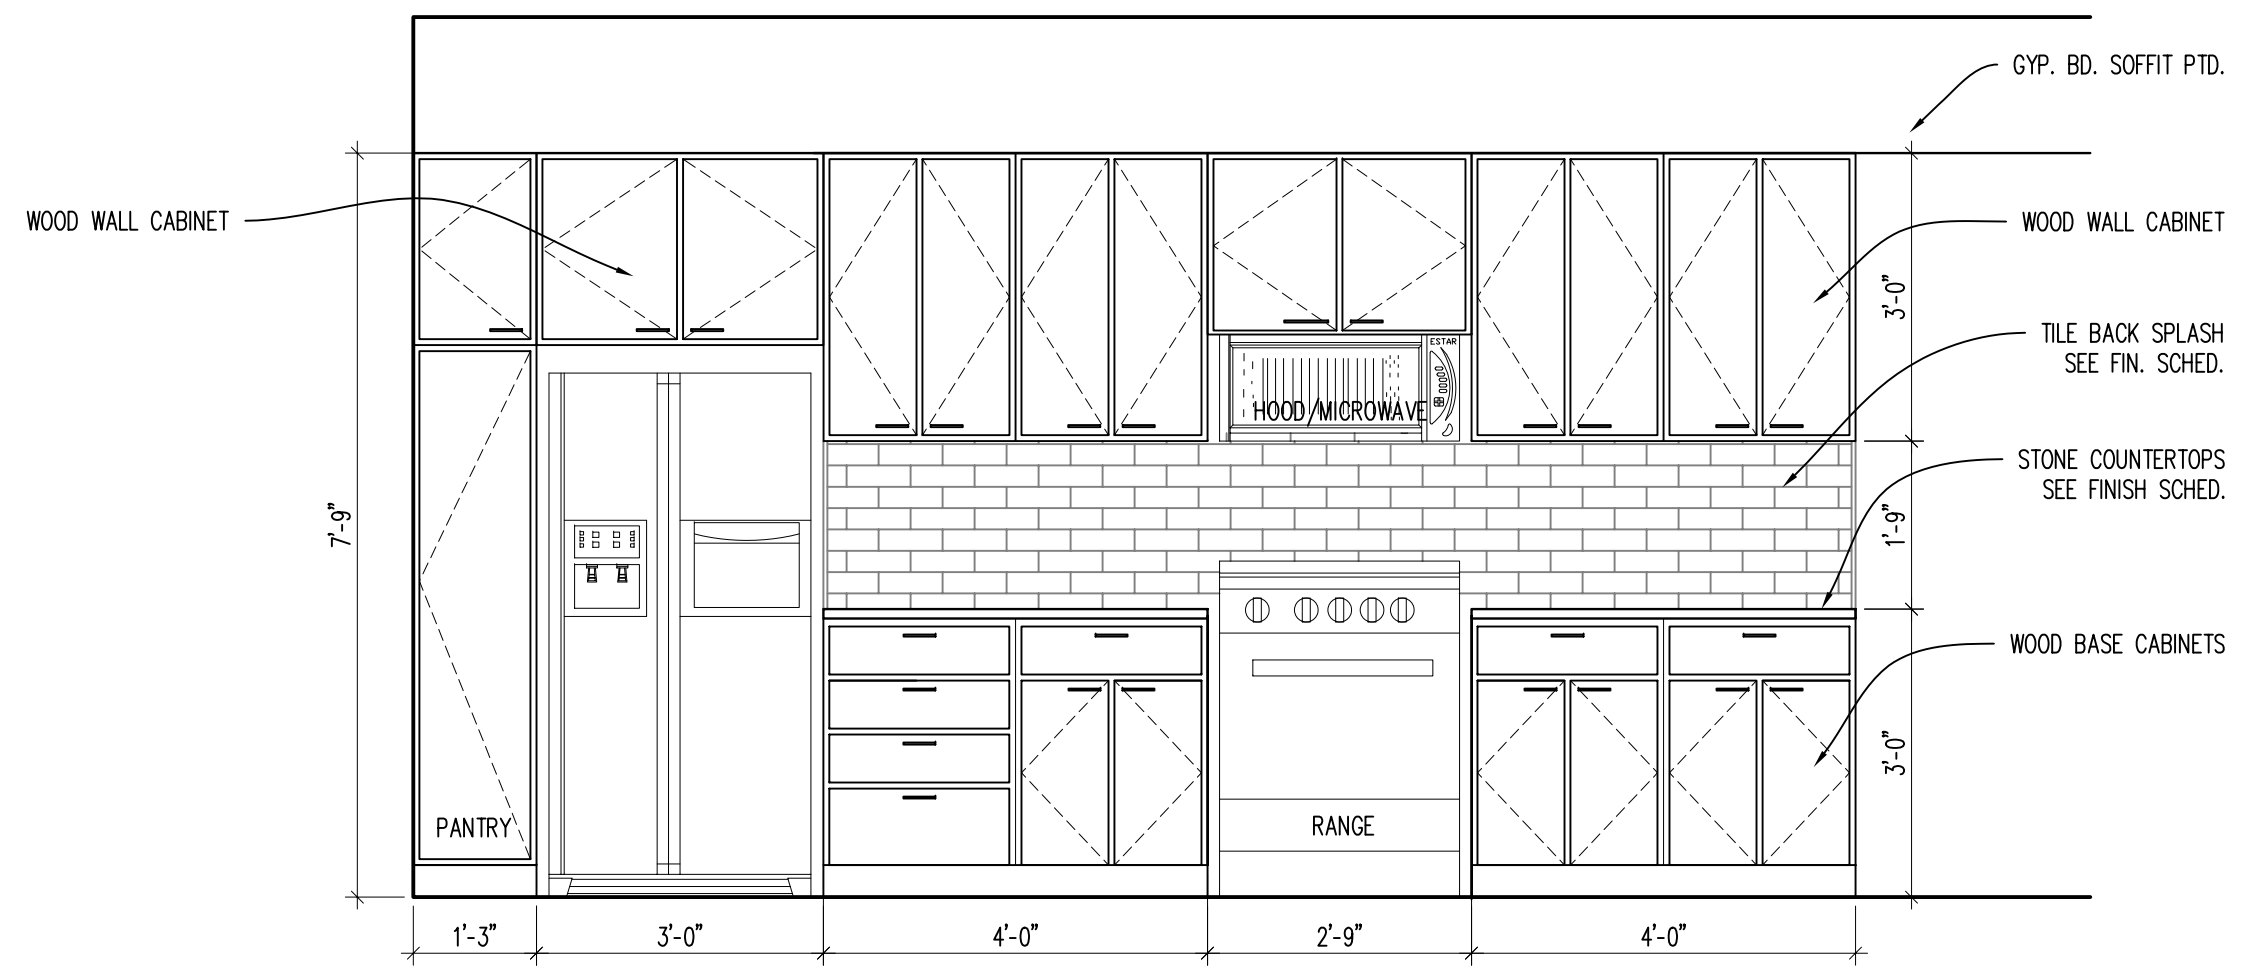 GYP. BD. SOFFIT PTD.
WOOD WALL CABINET
WOOD WALL CABINET
3'-0"
TILE BACK SPLASH
SEE FIN. SCHED.
ESTAR
HOOD/MICROWAVE
STONE COUNTERTOPS
SEE FINISH SCHED.
7'-9"
1'-9"
WOOD BASE CABINETS
3'-0"
PANTRY
RANGE
1'-3"
3'-0"
4'-0"
2'-9"
4'-0"